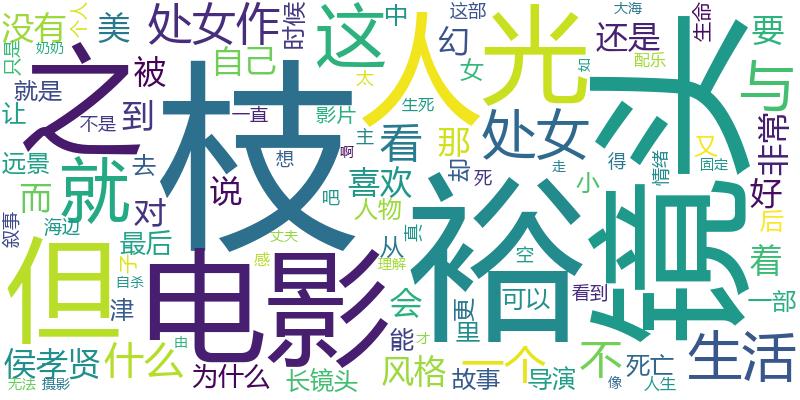 没有
丫
美
处女作
时候
这
中
这部
大海
生命
人
光
镜头
幻
还是
要
只是
奶奶
之
被
自己
枝
太
女
如
配乐
与
就是
生死
影片
那
处女
让
不是
到
一直
主
看
却
又
非常
远景
去
就
说
想
啊
得
情绪
固定
而
对
吧
喜欢
死
走
小
好
叙事
海边
人物
真
裕
后
最后
丈夫
从
但
子
感
理解
空
着
自杀
电影
津
会
更
里
可以
看到
一部
侯孝贤
什么
由
能
才
一个
不
生活
无法
摄影
为什么
长镜头
风格
故事
导演
像
死亡
人生